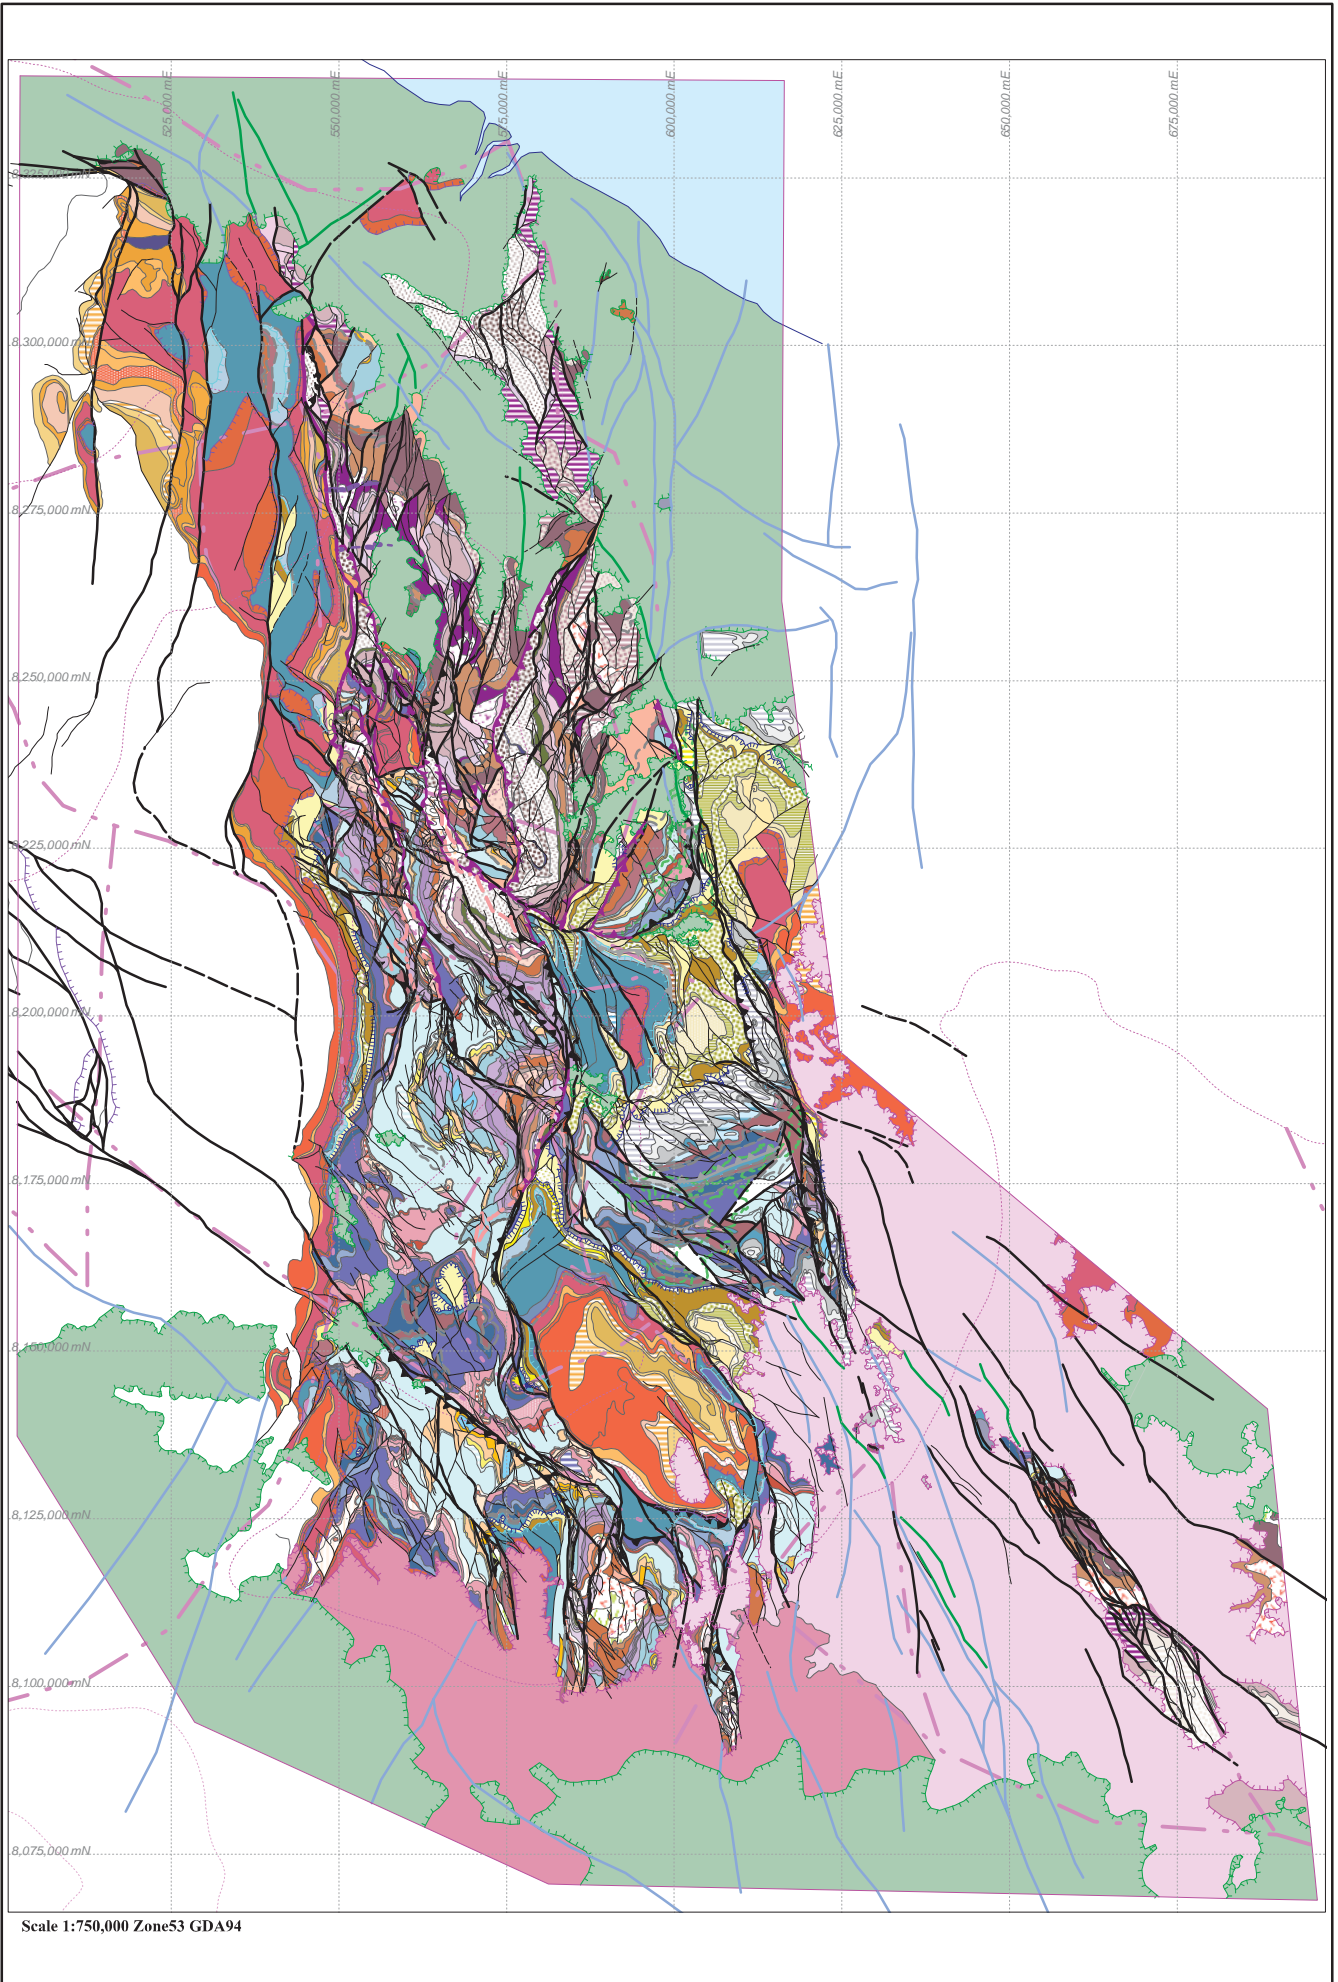 525,000 mE
550,000 mE
575,000 mE
600,000 mE
625,000 mE
650,000 mE
675,000 mE
8,325,000 mN
8,300,000 mN
8,275,000 mN
8,250,000 mN
8,225,000 mN
8,200,000 mN
8,175,000 mN
8,150,000 mN
8,125,000 mN
8,100,000 mN
8,075,000 mN
Scale 1:750,000 Zone53 GDA94